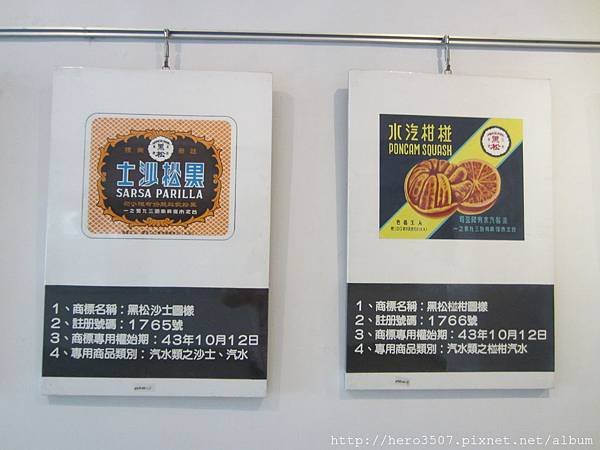 黑松
士沙松黑
SARSA PARILLA
1、商標名稱：黑松沙士圖樣
2、註册號碼：1765號
3、商標專用權始期：43年10月12日
4、專用商品類別：汽水類之沙士、汽水
水汽柑椪
PONCAM SQUASH
黑松
1、商標名稱：黑松椪柑圖樣
2、註册號碼：1766號
3、商標專用權始期：43年10月12日
4、專用商品類別：汽水類之椪柑汽水
http://hero3507.pixnet.net/album